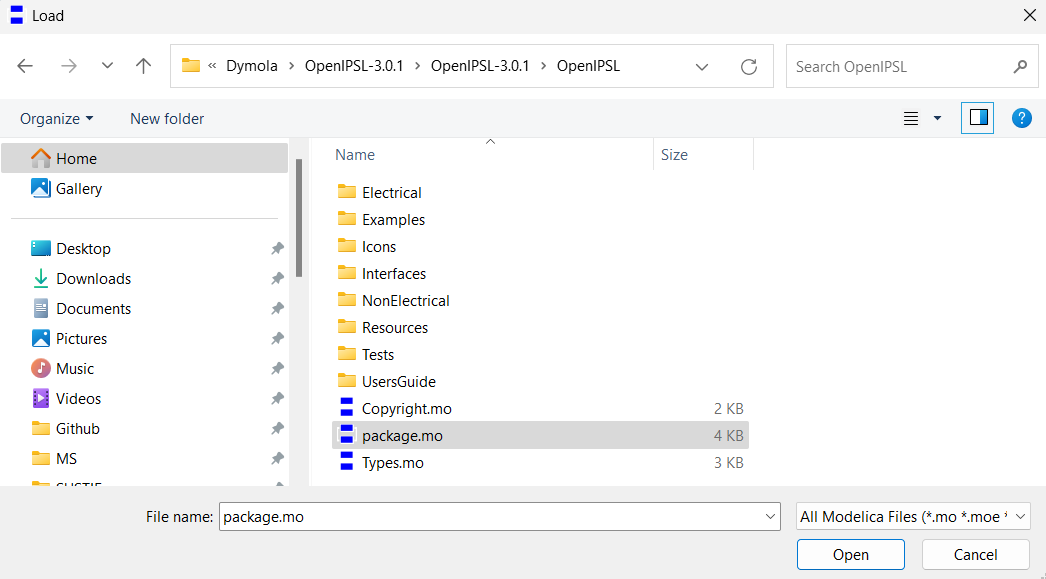 Load
« Dymola > OpenIPSL-3.0.1 > OpenIPSL-3.0.1 > OpenIPSL
Search OpenIPSL
Organize
New folder
Home
Gallery
Desktop
Downloads
Documents
Pictures
Music
Videos
Github
MS
Name Size
Electrical
Examples
Icons
Interfaces
NonElectrical
Resources
Tests
UsersGuide
Copyright.mo 2 KB
package.mo 4 KB
Types.mo 3 KB
File name: package.mo
All Modelica Files (*.mo *.moe *
Open
Cancel